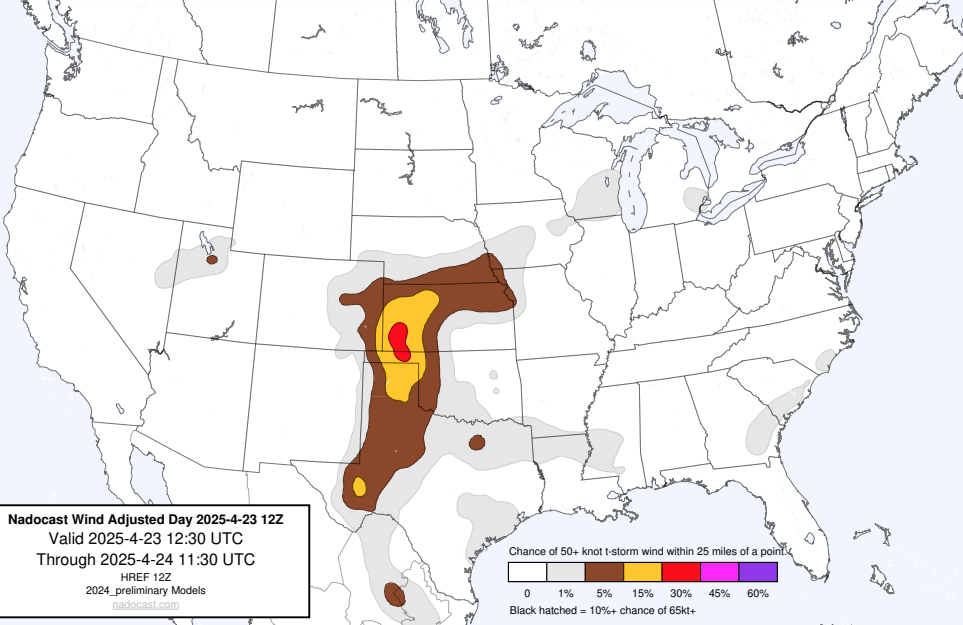 Nadocast Wind Adjusted Day 2025-4-23 12Z
Valid 2025-4-23 12:30 UTC
Through 2025-4-24 11:30 UTC
HREF 12Z
2024_preliminary Models
nadocast.com
Chance of 50+ knot t-storm wind within 25 miles of a point.
0 1% 5% 15% 30% 45% 60%
Black hatched = 10%+ chance of 65kt+